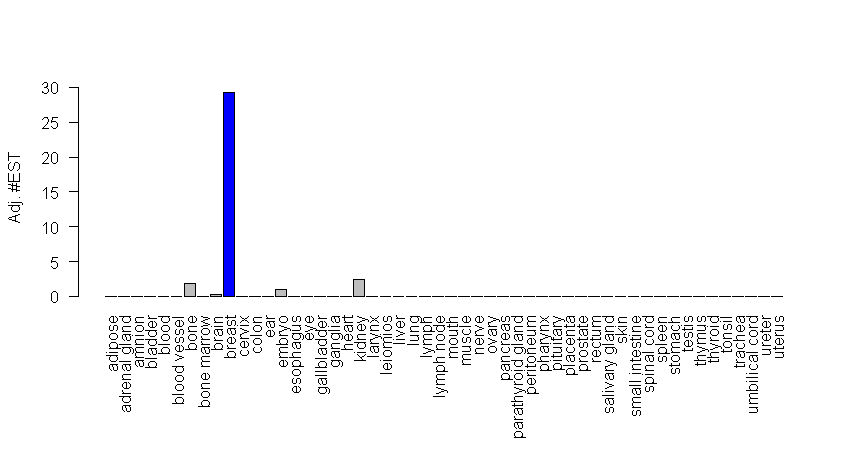 Adj. #EST
30
25
20
15
10
5
0
adipose
adrenal gland
amnion
bladder
blood
blood vessel
bone
bone marrow
brain
breast
cervix
colon
ear
embryo
esophagus
eye
gallbladder
ganglia
heart
kidney
larynx
leiomios
liver
lung
lymph
lymph node
mouth
muscle
nerve
ovary
pancreas
parathyroid gland
peritoneum
pharynx
pituitary
placenta
prostate
rectum
salivary gland
skin
small intestine
spinal cord
spleen
stomach
testis
thymus
thyroid
tonsil
trachea
umbilical cord
ureter
uterus